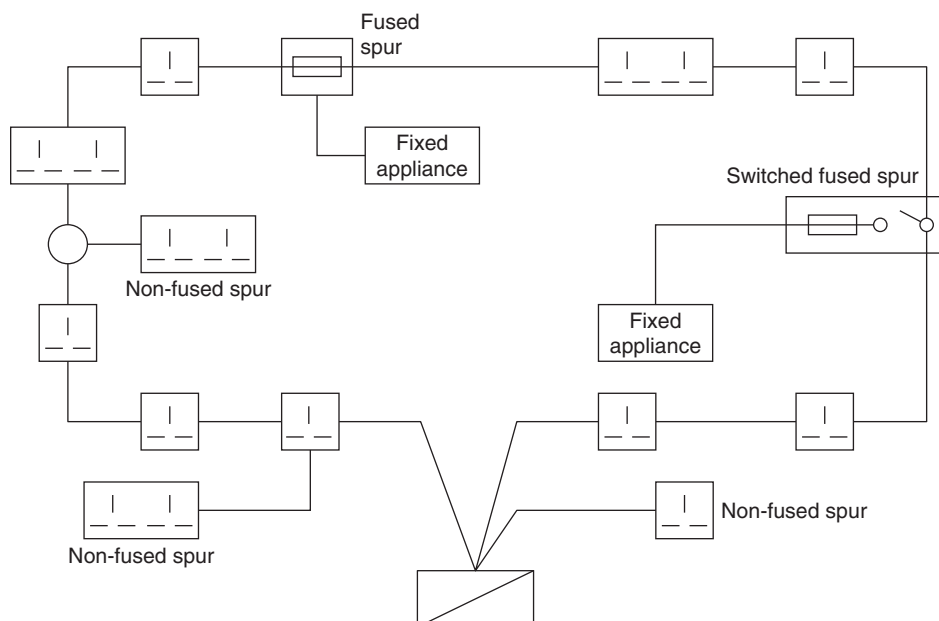 Fused
spur
Fixed
appliance
Switched fused spur
Non-fused spur
Fixed
appliance
Non-fused spur
Non-fused spur